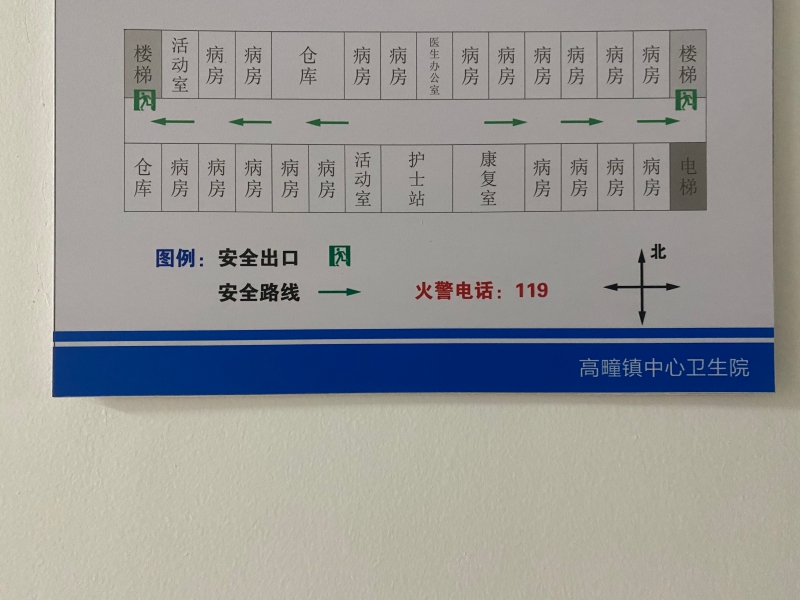 楼梯 活动室 病房 病房 仓库 病房 病房 医生办公室 病房 病房 病房 病房 病房 病房 楼梯
仓库 病房 病房 病房 病房 病房 活动室 护士站 康复室 病房 病房 病房 病房 电梯
图例：安全出口 北
安全路线 火警电话：119
高疃镇中心卫生院